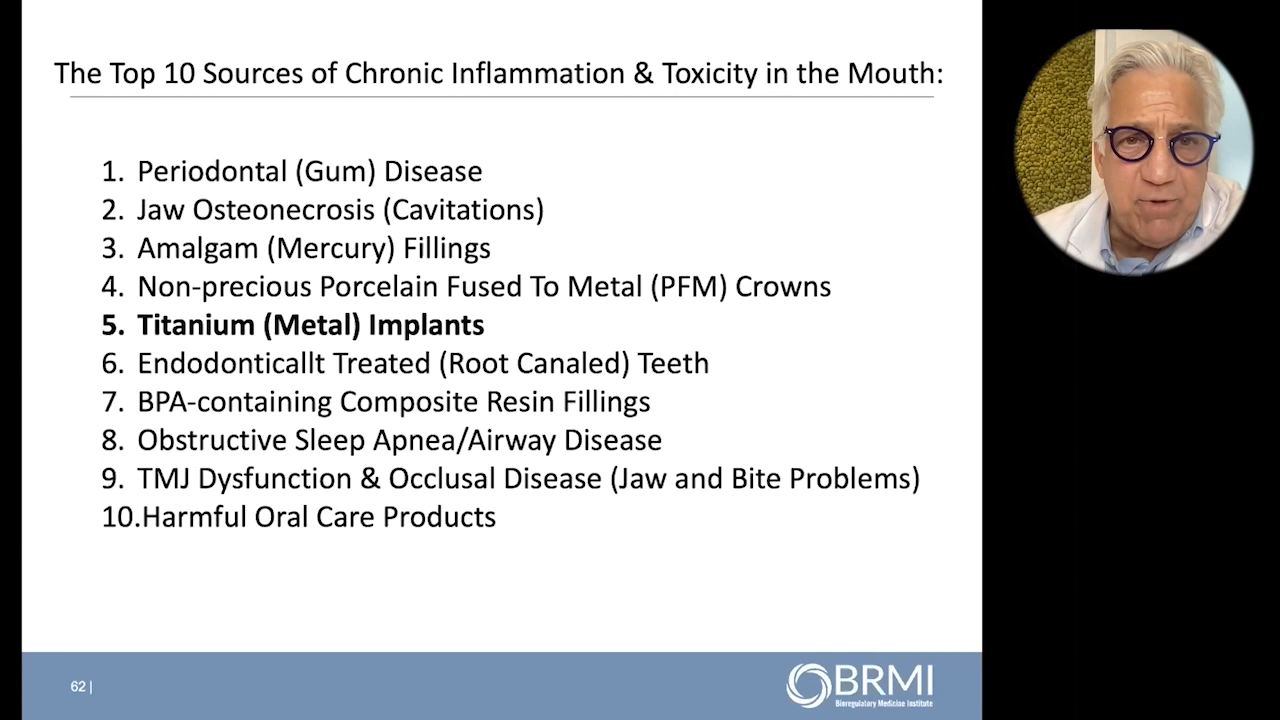 The Top 10 Sources of Chronic Inflammation & Toxicity in the Mouth:
1. Periodontal (Gum) Disease
2. Jaw Osteonecrosis (Cavitations)
3. Amalgam (Mercury) Fillings
4. Non-precious Porcelain Fused To Metal (PFM) Crowns
5. Titanium (Metal) Implants
6. Endodonticallt Treated (Root Canaled) Teeth
7. BPA-containing Composite Resin Fillings
8. Obstructive Sleep Apnea/Airway Disease
9. TMJ Dysfunction & Occlusal Disease (Jaw and Bite Problems)
10.Harmful Oral Care Products
62 |
BRMI
Bioregulatory Medicine Institute